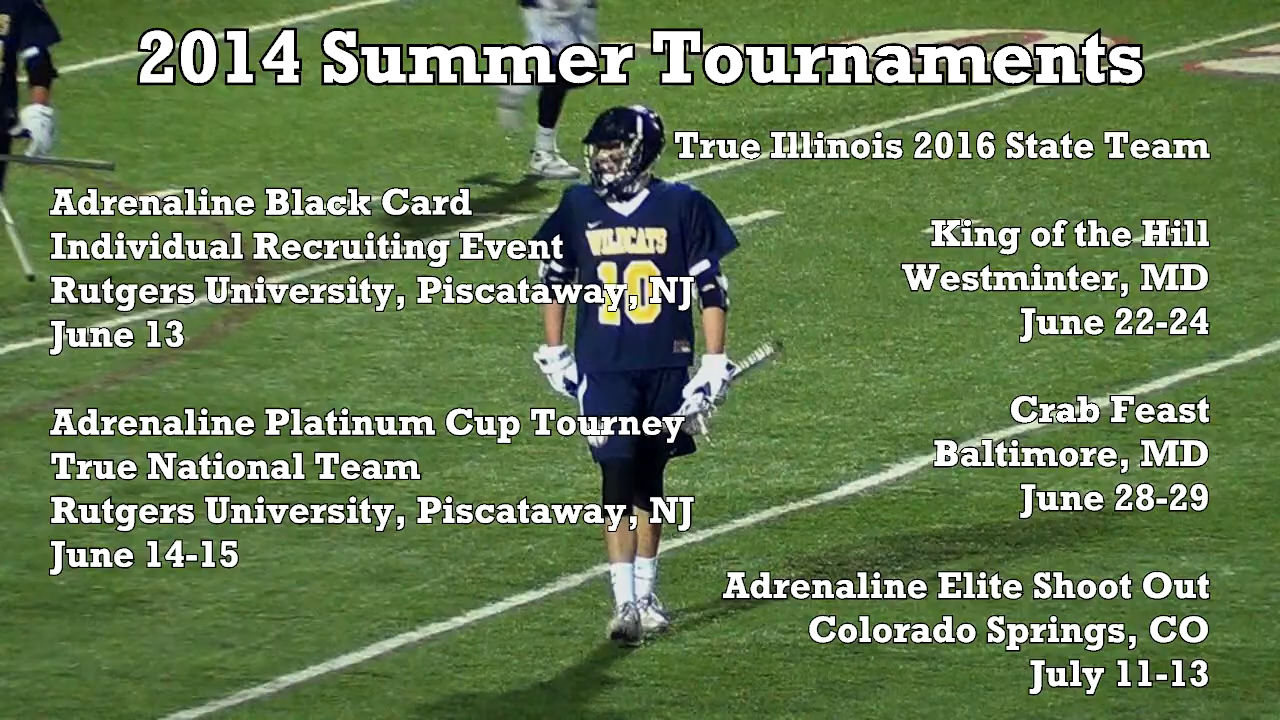 2014 Summer Tournaments
Adrenaline Black Card
Individual Recruiting Event
Rutgers University, Piscataway, NJ
June 13
Adrenaline Platinum Cup Tourney
True National Team
Rutgers University, Piscataway, NJ
June 14-15
True Illinois 2016 State Team
King of the Hill
Westminter, MD
June 22-24
Crab Feast
Baltimore, MD
June 28-29
Adrenaline Elite Shoot Out
Colorado Springs, CO
July 11-13
WILDCATS
10